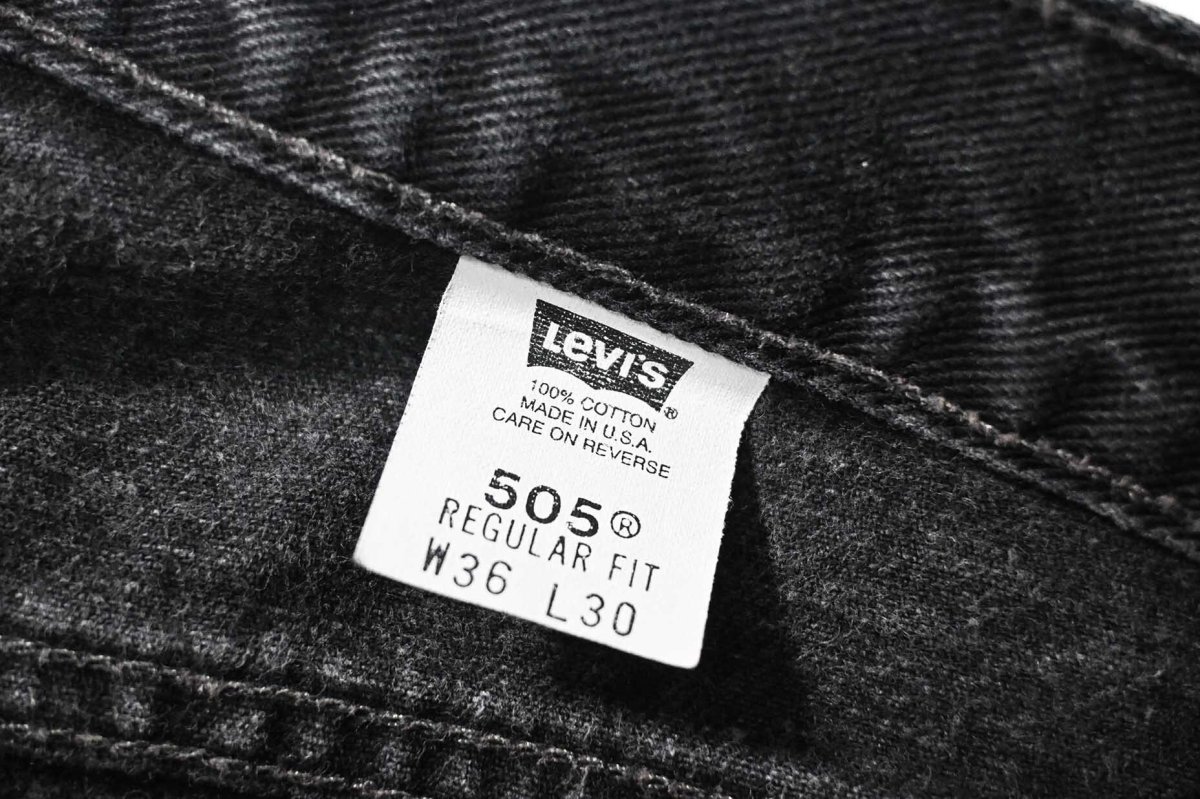 Levi's®
100% COTTON
MADE IN U.S.A.
CARE ON REVERSE
505®
REGULAR FIT
W36 L30